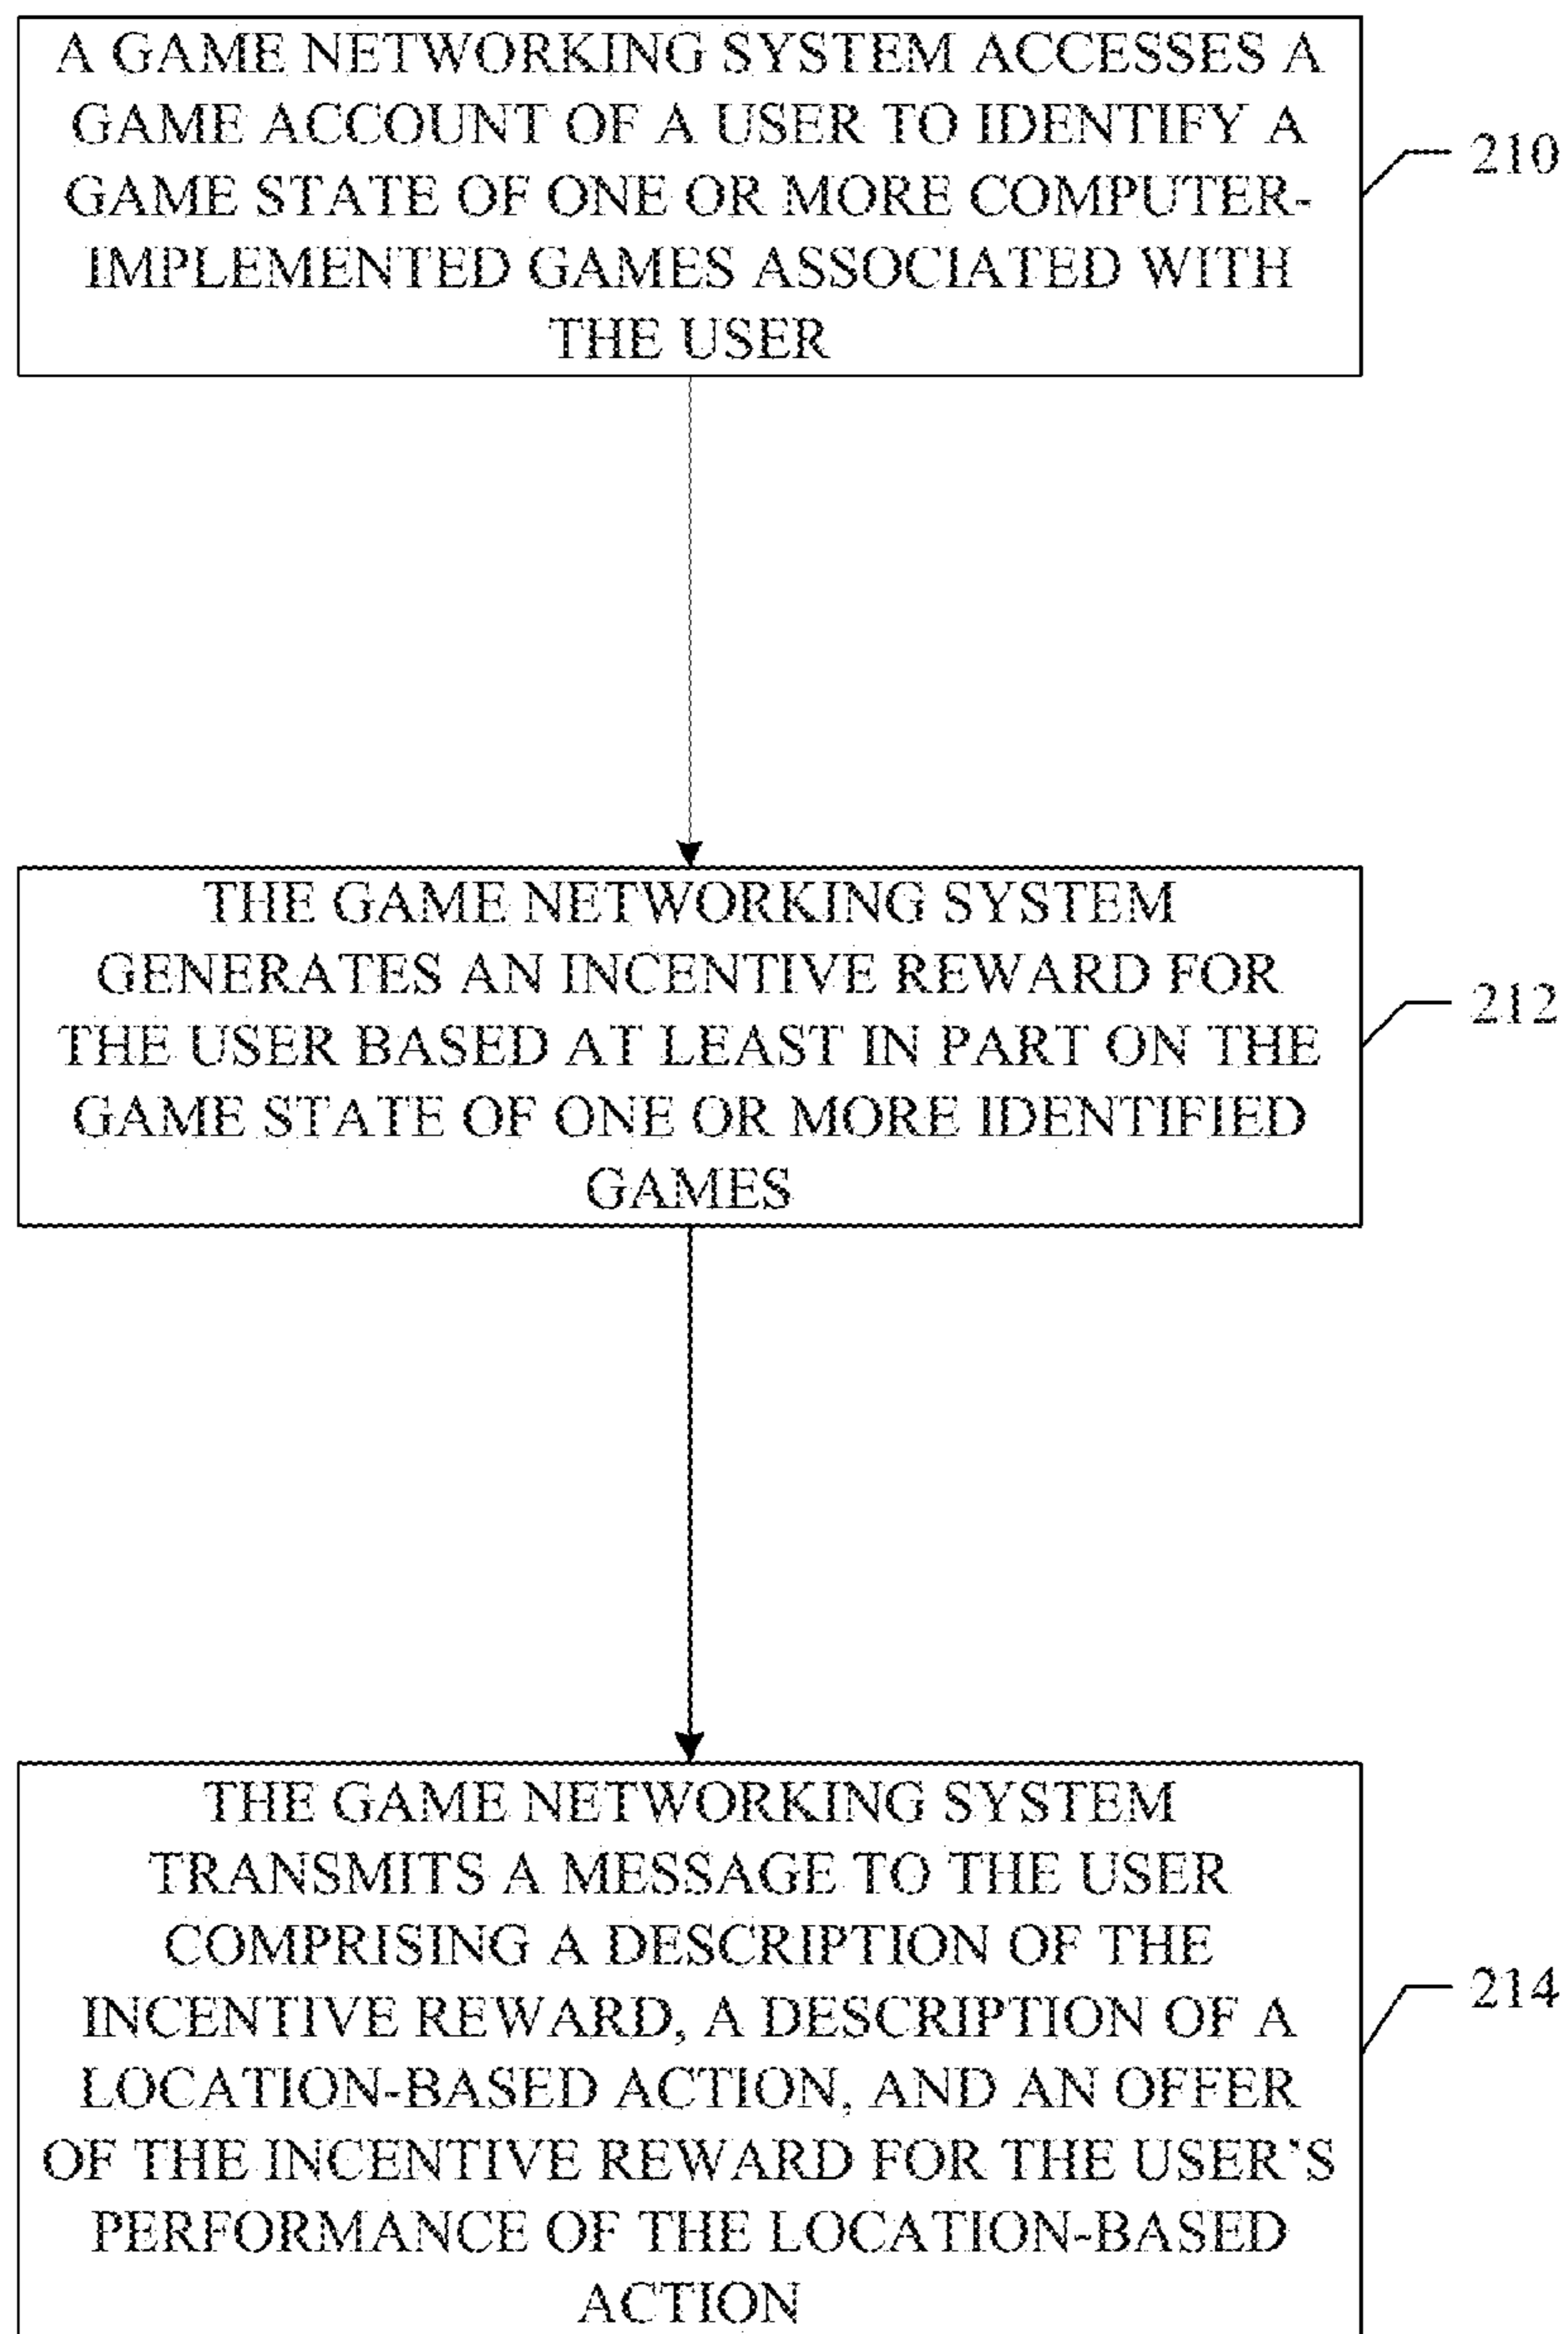 A GAME NETWORKING SYSTEM ACCESSES A
GAME ACCOUNT OF A USER TO IDENTIFY A
GAME STATE OF ONE OR MORE COMPUTER-
IMPLEMENTED GAMES ASSOCIATED WITH
THE USER
210
THE GAME NETWORKING SYSTEM
GENERATES AN INCENTIVE REWARD FOR
THE USER BASED AT LEAST IN PART ON THE
GAME STATE OF ONE OR MORE IDENTIFIED
GAMES
212
THE GAME NETWORKING SYSTEM
TRANSMITS A MESSAGE TO THE USER
COMPRISING A DESCRIPTION OF THE
INCENTIVE REWARD, A DESCRIPTION OF A
LOCATION-BASED ACTION, AND AN OFFER
OF THE INCENTIVE REWARD FOR THE USER’S
PERFORMANCE OF THE LOCATION-BASED
ACTION
214